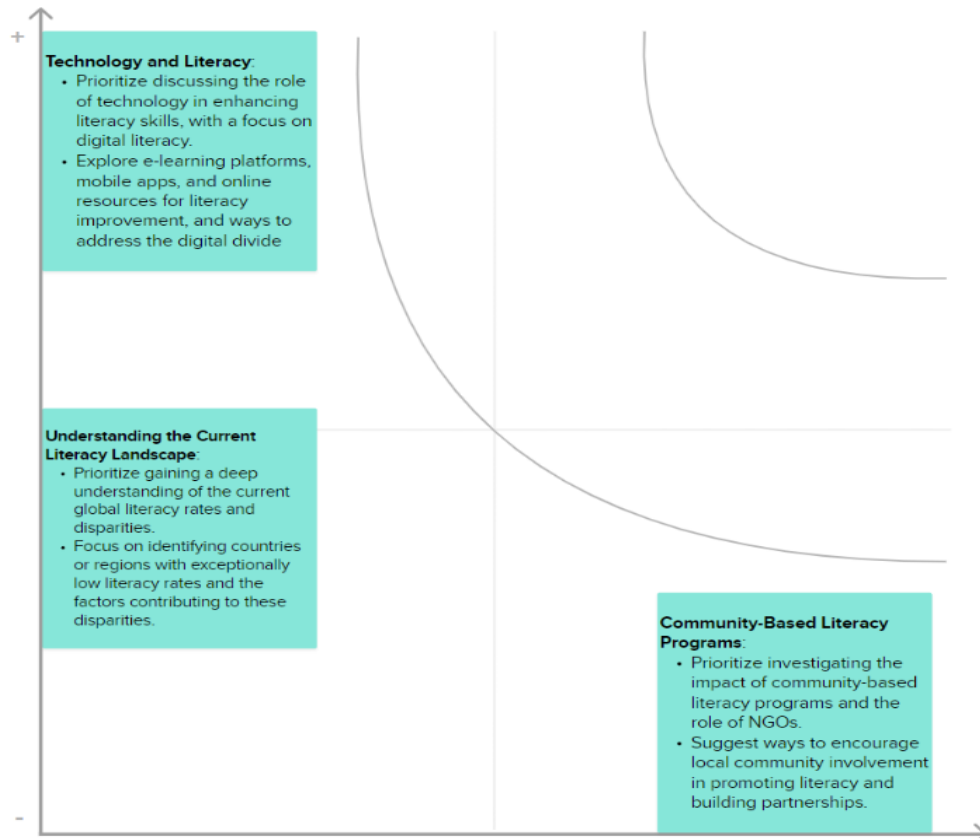 +
Technology and Literacy:
• Prioritize discussing the role
of technology in enhancing
literacy skills, with a focus on
digital literacy.
• Explore e-learning platforms,
mobile apps, and online
resources for literacy
improvement, and ways to
address the digital divide
Understanding the Current
Literacy Landscape:
• Prioritize gaining a deep
understanding of the current
global literacy rates and
disparities.
• Focus on identifying countries
or regions with exceptionally
low literacy rates and the
factors contributing to these
disparities.
Community-Based Literacy
Programs:
• Prioritize investigating the
impact of community-based
literacy programs and the
role of NGOs.
• Suggest ways to encourage
local community involvement
in promoting literacy and
building partnerships.
-